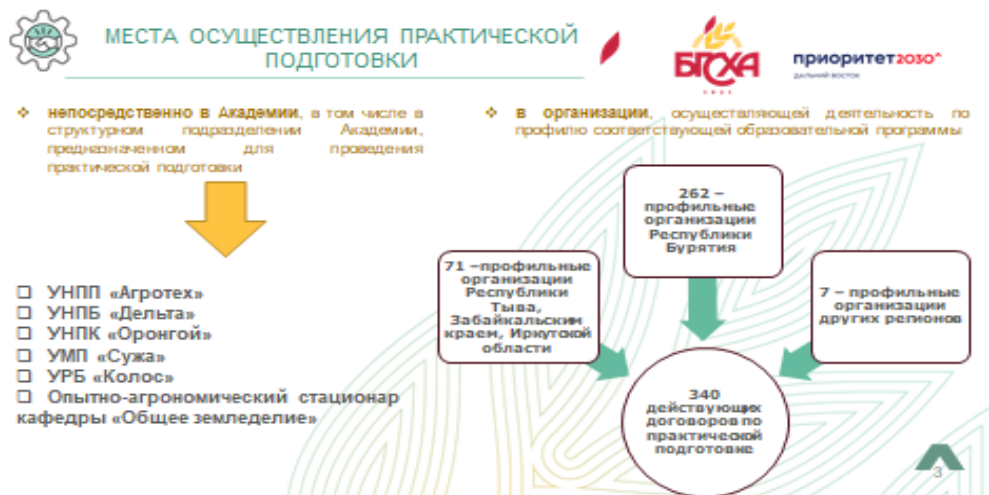 МЕСТА ОСУЩЕСТВЛЕНИЯ ПРАКТИЧЕСКОЙ
ПОДГОТОВКИ
БГСХА
приоритет2030^
ДАЛЬНИЙ ВОСТОК
❖ непосредственно в Академии, в том числе в
структурном подразделении Академии,
предназначенном для проведения
практической подготовки
❖ в организации, осуществляющей деятельность по
профилю соответствующей образовательной программы
❑ УНПП «Агротех»
❑ УНПБ «Дельта»
❑ УНПК «Оронгой»
❑ УМП «Сужа»
❑ УРБ «Колос»
❑ Опытно-агрономический стационар
кафедры «Общее земледелие»
262 –
профильные
организации
Республики
Бурятия
71 –профильные
организации
Республики
Тыва,
Забайкальским
краем, Иркутской
области
7 – профильные
организации
других регионов
340
действующих
договоров по
практической
подготовке
3